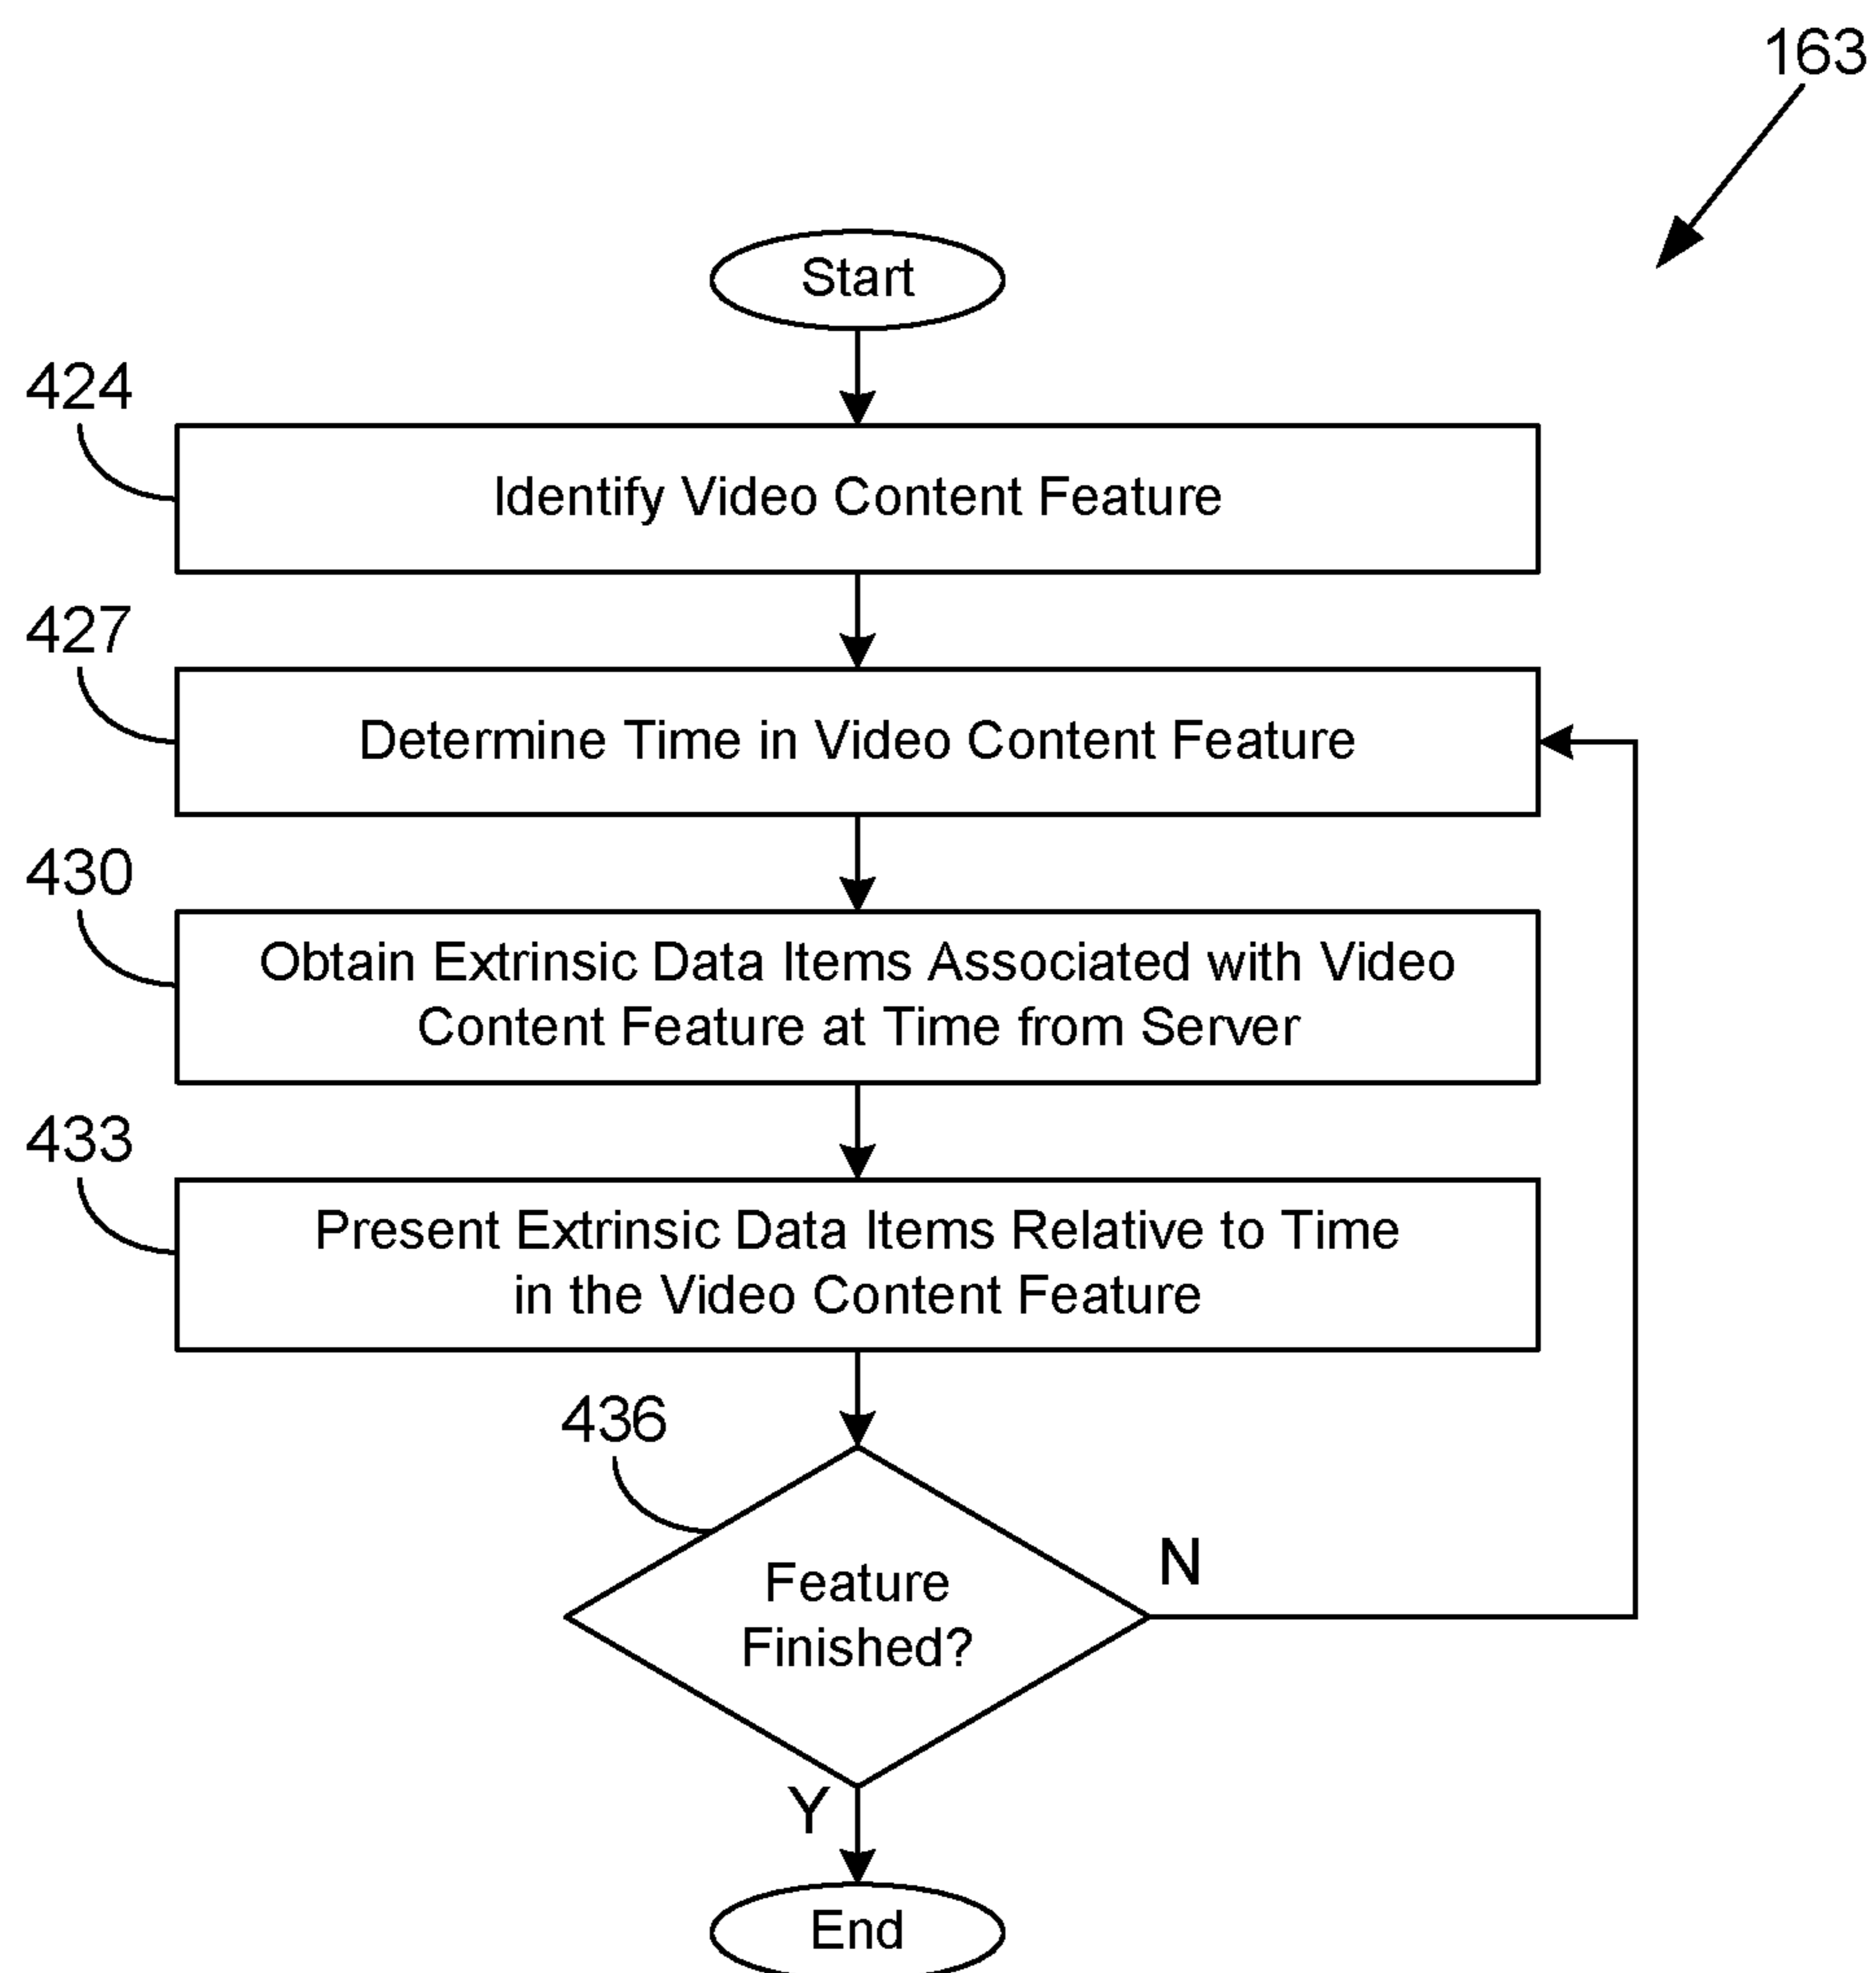 163
Start
424
Identify Video Content Feature
427
Determine Time in Video Content Feature
430
Obtain Extrinsic Data Items Associated with Video
Content Feature at Time from Server
433
Present Extrinsic Data Items Relative to Time
in the Video Content Feature
436
Feature
Finished?
N
Y
End